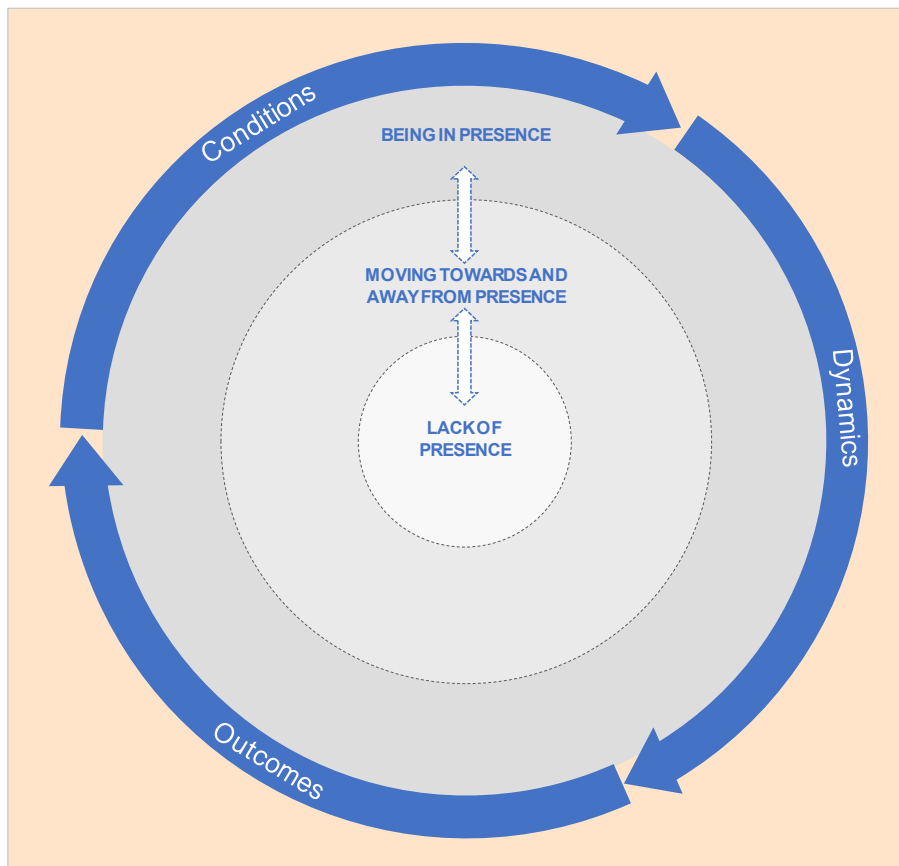 Conditions
BEING IN PRESENCE
MOVING TOWARDS AND
AWAY FROM PRESENCE
Dynamics
LACK OF
PRESENCE
Outcomes